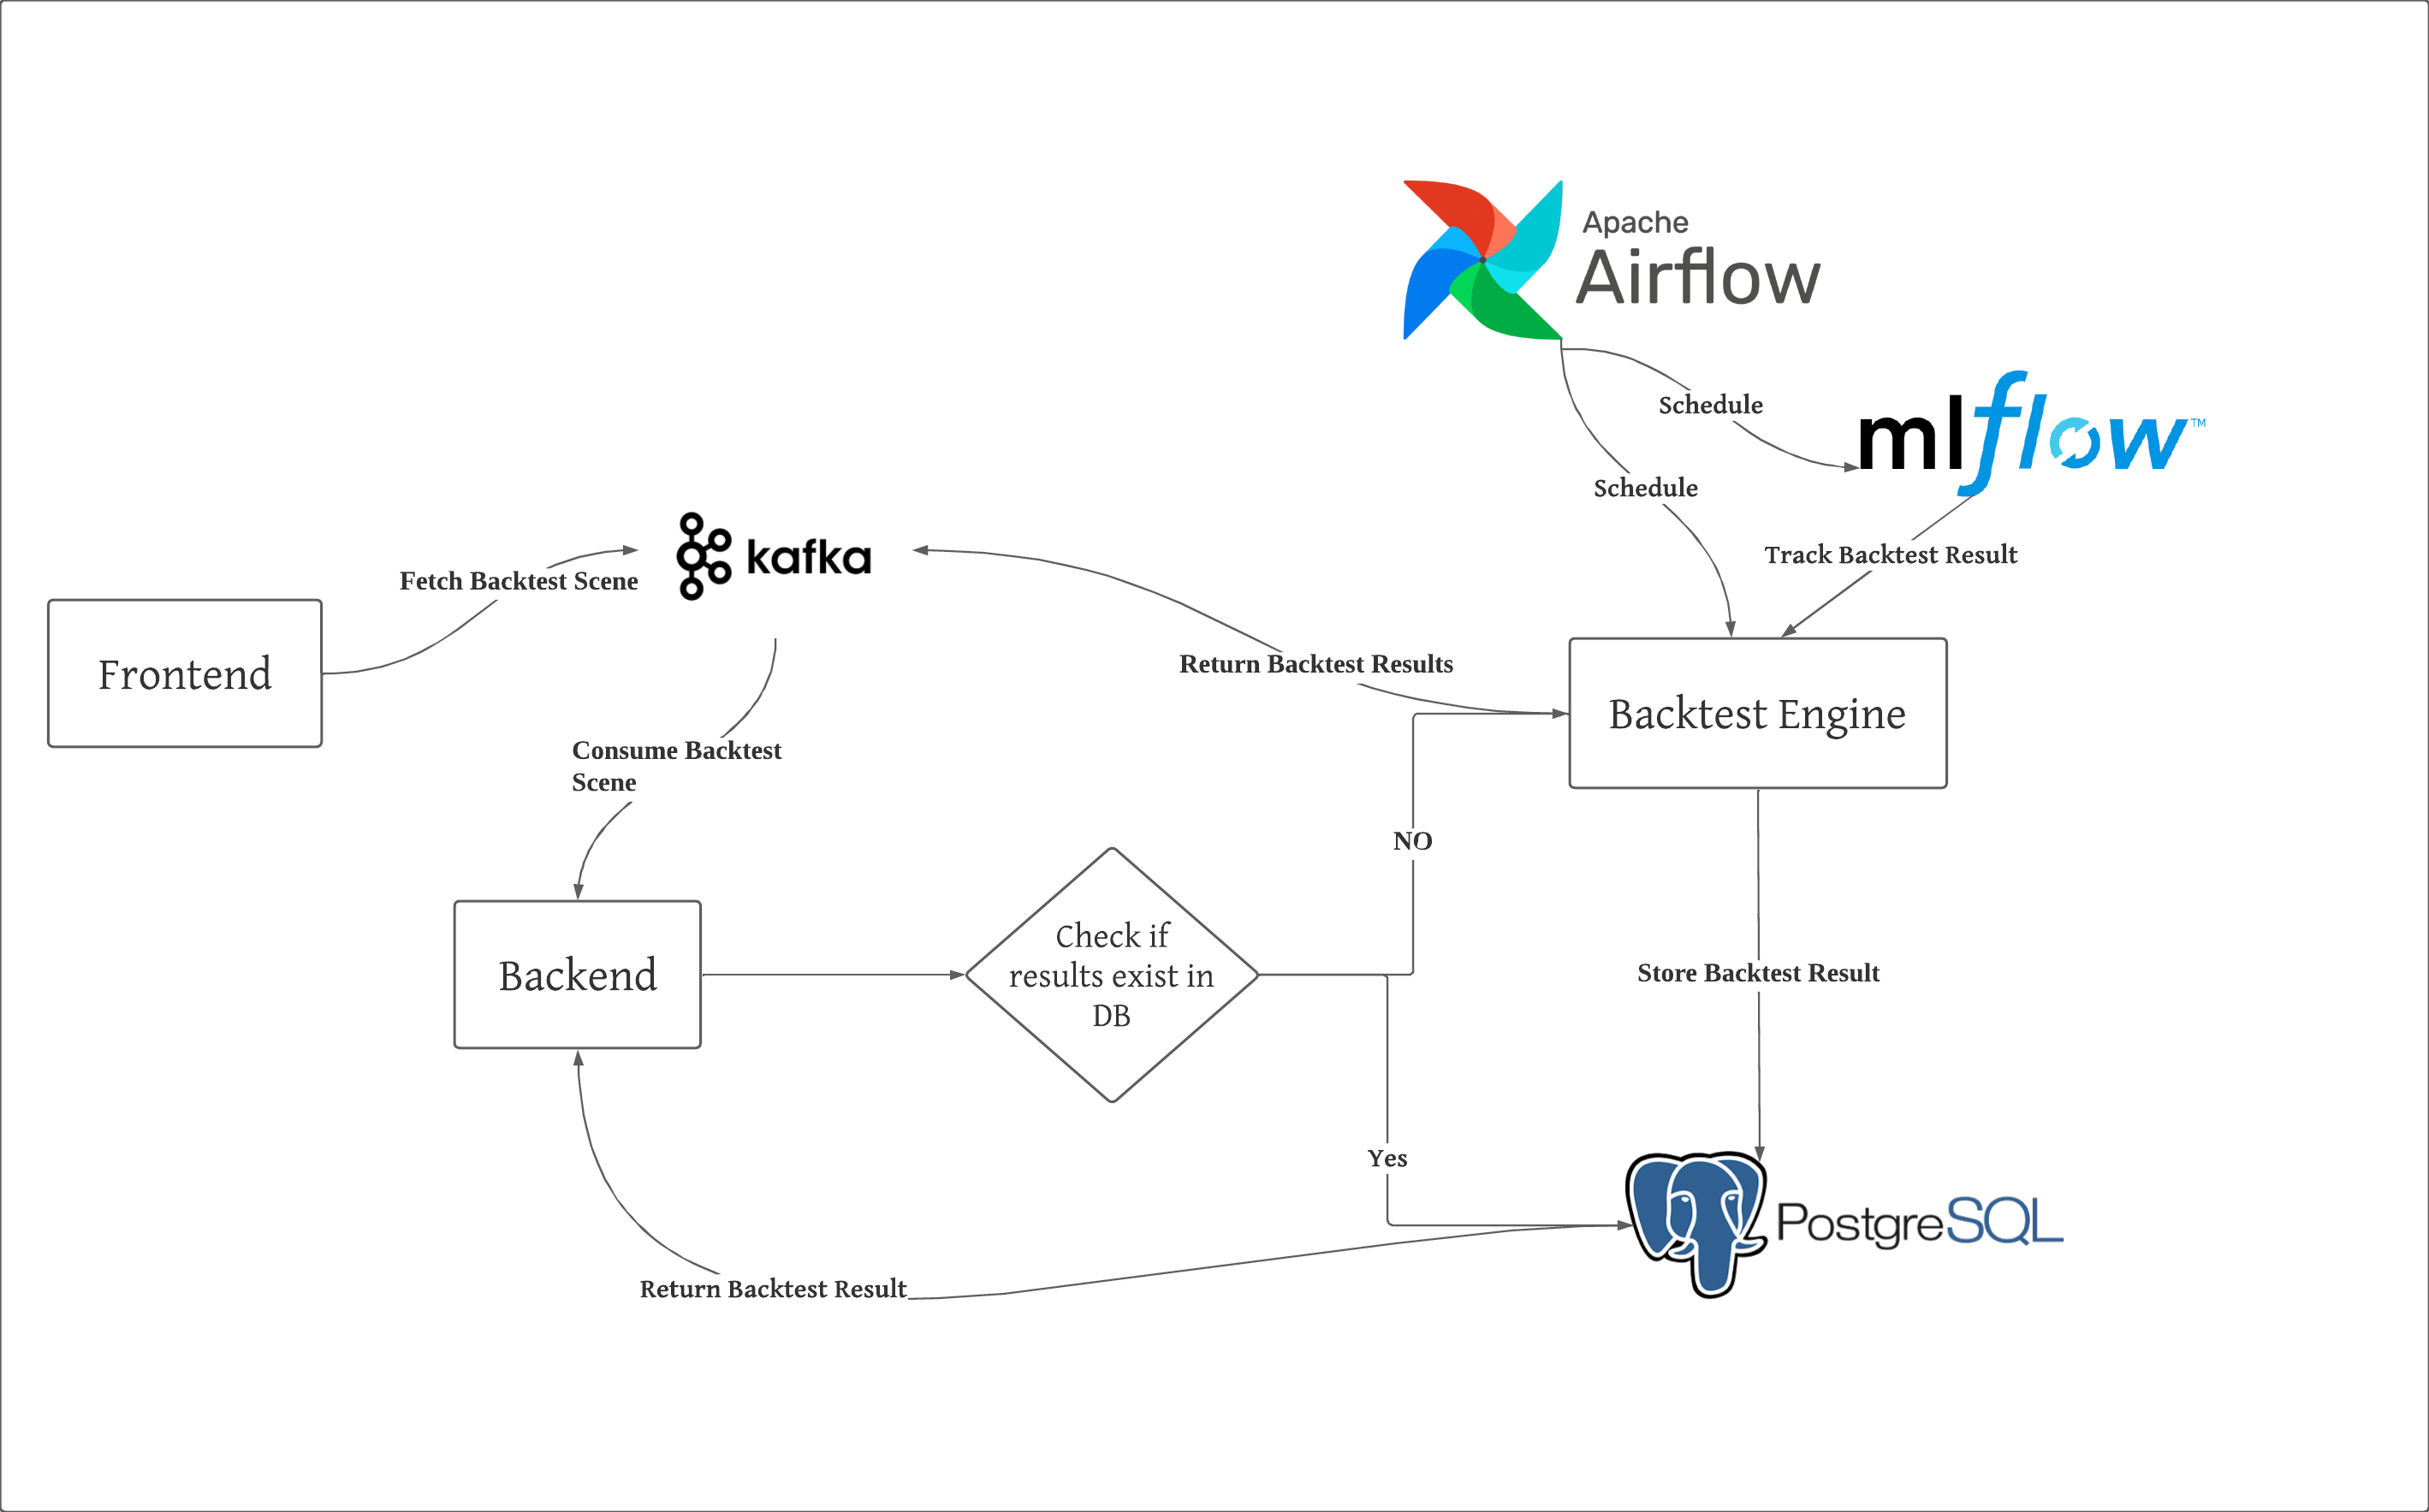 Apache
Airflow
Schedule
mlflow™
Schedule
kafka
Track Backtest Result
Fetch Backtest Scene
Frontend
Return Backtest Results
Backtest Engine
Consume Backtest
Scene
NO
Check if
results exist in
DB
Backend
Store Backtest Result
Yes
PostgreSQL
Return Backtest Result